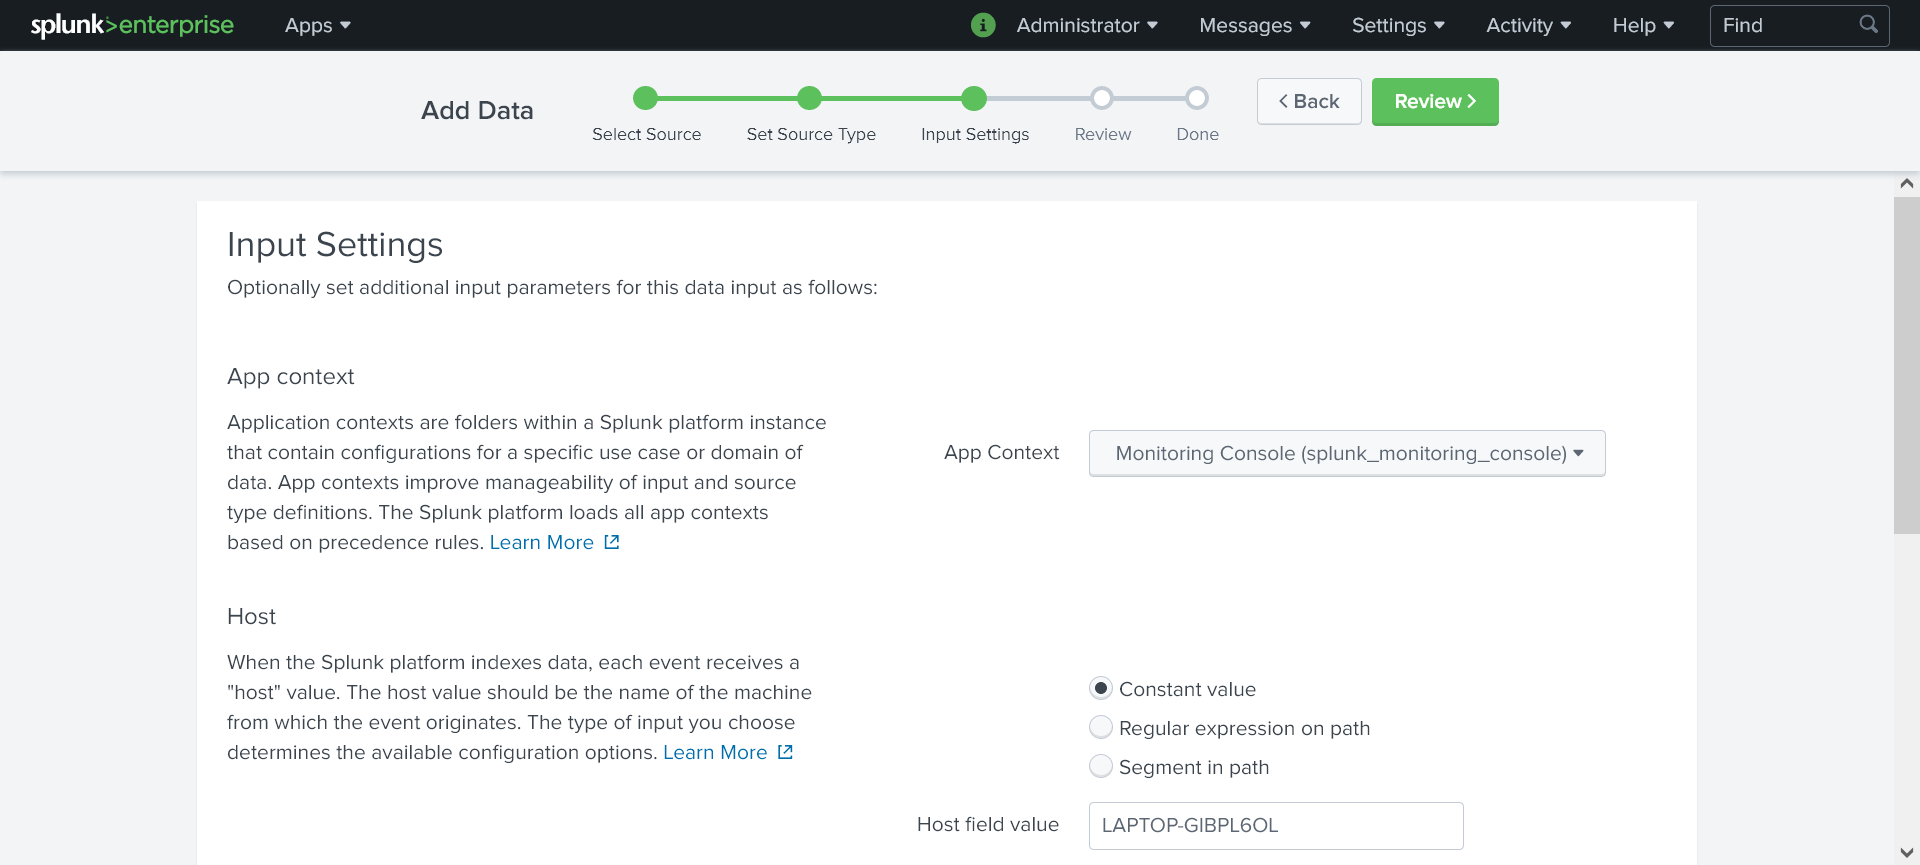 splunk>enterprise Apps Administrator Messages Settings Activity Help Find
Add Data
Select Source Set Source Type Input Settings Review Done
< Back Review >
Input Settings
Optionally set additional input parameters for this data input as follows:
App context
Application contexts are folders within a Splunk platform instance
that contain configurations for a specific use case or domain of
data. App contexts improve manageability of input and source
type definitions. The Splunk platform loads all app contexts
based on precedence rules. Learn More
App Context Monitoring Console (splunk_monitoring_console)
Host
When the Splunk platform indexes data, each event receives a
"host" value. The host value should be the name of the machine
from which the event originates. The type of input you choose
determines the available configuration options. Learn More
Constant value
Regular expression on path
Segment in path
Host field value LAPTOP-GIBPL6OL